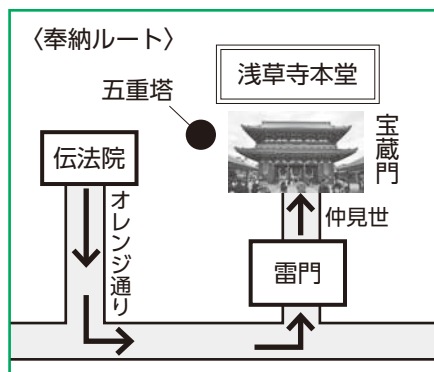 〈奉納ルート〉
浅草寺本堂
五重塔
宝蔵門
伝法院
オレンジ通り
仲見世
雷門